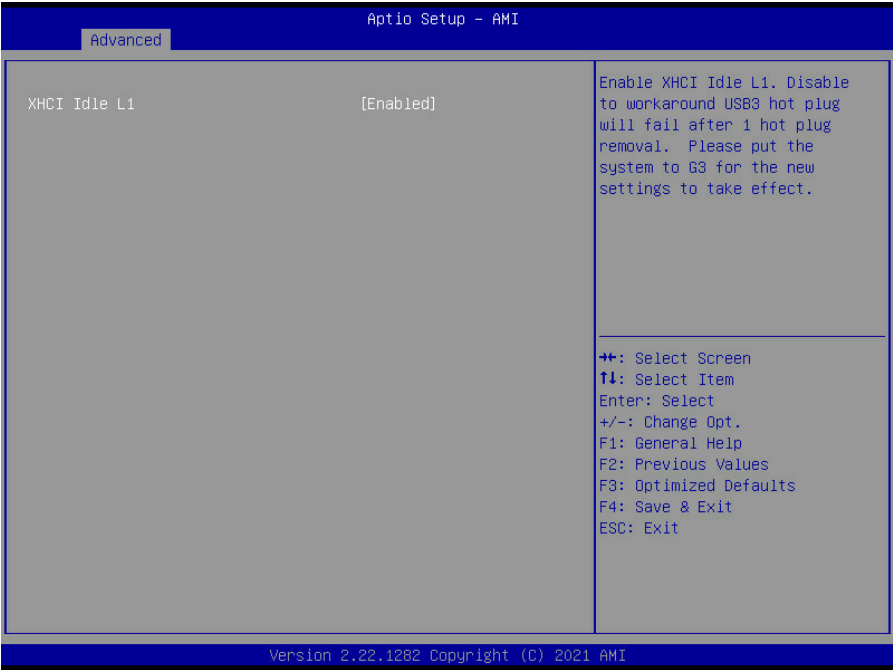 Aptio Setup – AMI
Advanced
XHCI Idle L1 [Enabled]
Enable XHCI Idle L1. Disable
to workaround USB3 hot plug
will fail after 1 hot plug
removal.  Please put the
system to G3 for the new
settings to take effect.
→←: Select Screen
↑↓: Select Item
Enter: Select
+/-: Change Opt.
F1: General Help
F2: Previous Values
F3: Optimized Defaults
F4: Save & Exit
ESC: Exit
Version 2.22.1282 Copyright (C) 2021 AMI